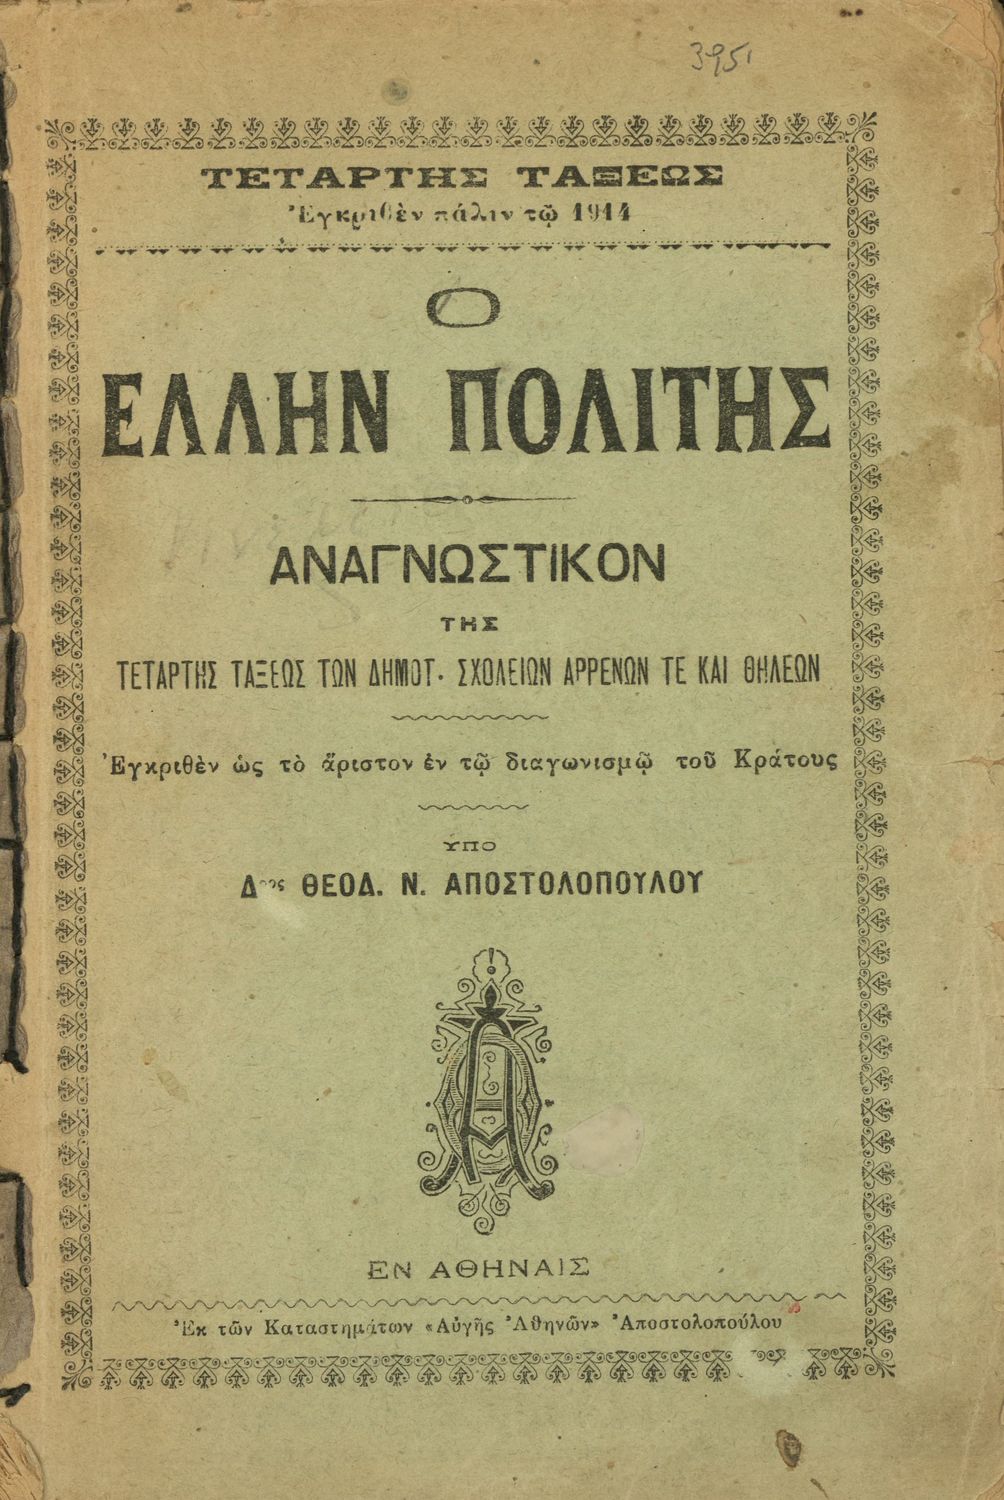 3951
ΤΕΤΑΡΤΗΣ ΤΑΞΕΩΣ
Ἐγκριθὲν πάλιν τῷ 1914
Ο
ΕΛΛΗΝ ΠΟΛΙΤΗΣ
ΑΝΑΓΝΩΣΤΙΚΟΝ
ΤΗΣ
ΤΕΤΑΡΤΗΣ ΤΑΞΕΩΣ ΤΩΝ ΔΗΜΟΤ. ΣΧΟΛΕΙΩΝ ΑΡΡΕΝΩΝ ΤΕ ΚΑΙ ΘΗΛΕΩΝ
Ἐγκριθὲν ὡς τὸ ἄριστον ἐν τῷ διαγωνισμῷ τοῦ Κράτους
ΥΠΟ
Δρος ΘΕΟΔ. Ν. ΑΠΟΣΤΟΛΟΠΟΥΛΟΥ
ΕΝ ΑΘΗΝΑΙΣ
Ἐκ τῶν Καταστημάτων «Αὐγῆς Ἀθηνῶν» Ἀποστολοπούλου